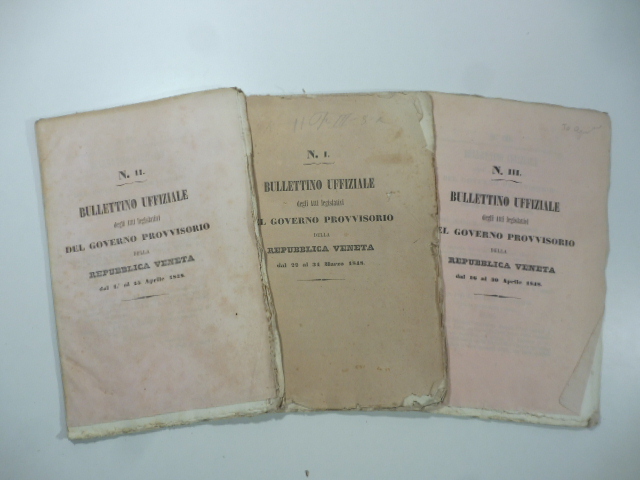 N. II.
BULLETTINO UFFIZIALE
degli atti legislativi
DEL GOVERNO PROVVISORIO
DELLA
REPUBBLICA VENETA
dal 1.° al 15 Aprile 1848.
N. I.
BULLETTINO UFFIZIALE
degli atti legislativi
L GOVERNO PROVVISORIO
DELLA
REPUBBLICA VENETA
dal 22 al 31 Marzo 1848.
N. III.
BULLETTINO UFFIZIALE
degli atti legislativi
EL GOVERNO PROVVISORIO
DELLA
REPUBBLICA VENETA
dal 16 al 30 Aprile 1848.